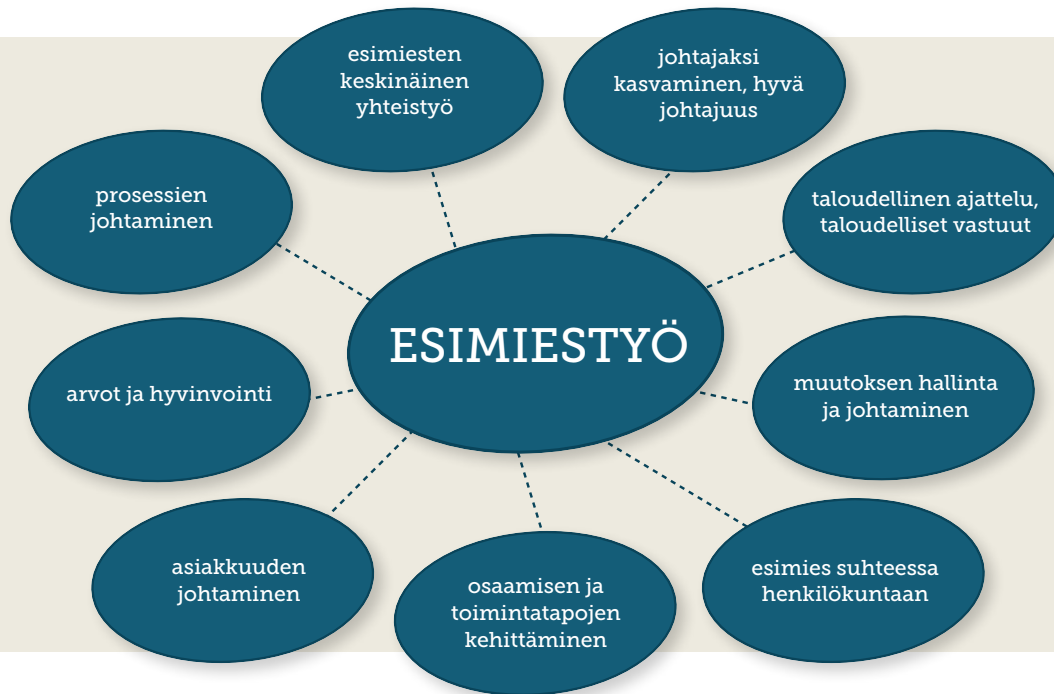 esimiesten
keskinäinen
yhteistyö
johtajaksi
kasvaminen, hyvä
johtajuus
prosessien
johtaminen
taloudellinen ajattelu,
taloudelliset vastuut
ESIMIESTYÖ
arvot ja hyvinvointi
muutoksen hallinta
ja johtaminen
asiakkuuden
johtaminen
osaamisen ja
toimintatapojen
kehittäminen
esimies suhteessa
henkilökuntaan